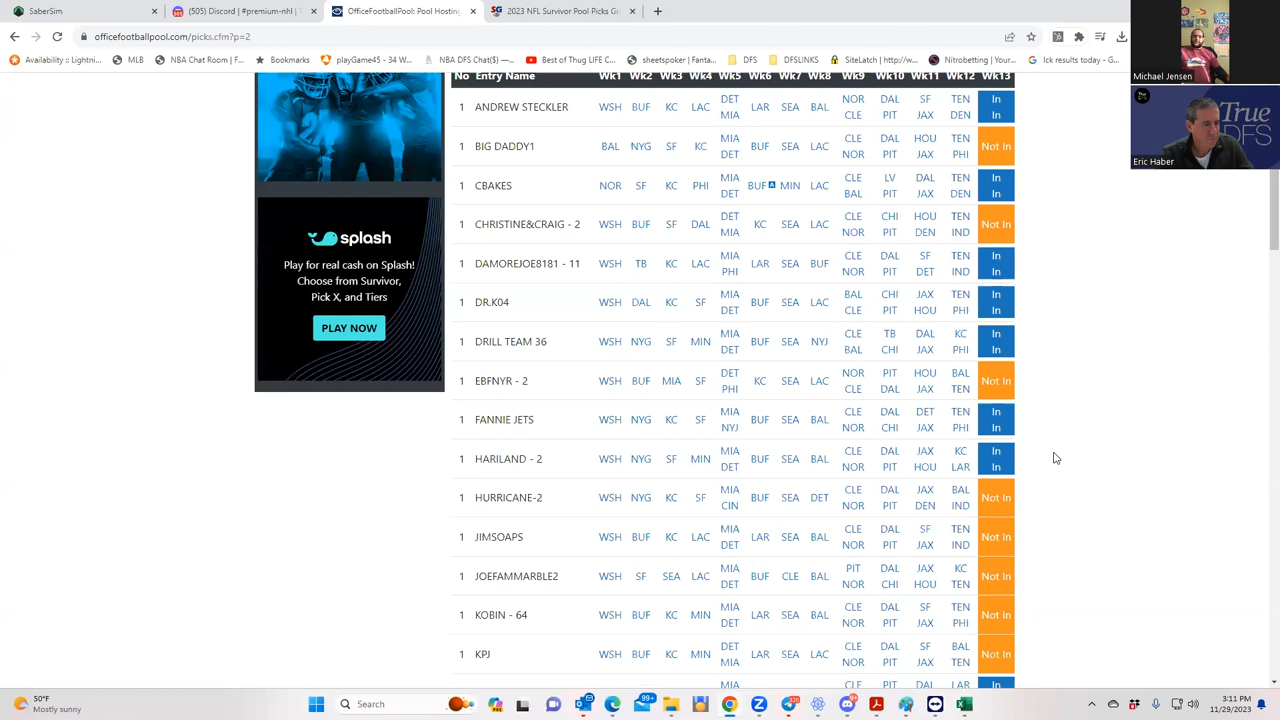 SaberSim
(505) Discord | #premium-nhl | T
OfficeFootballPool: Pool Hosting
2023 NFL Survivor Pool Picks Gri
officefootballpool.com/picks.cfm?p=2
Availability :: Lightni...
MLB
NBA Chat Room | F...
Bookmarks
playGame45 - 34 W...
NBA DFS Chat($) |...
Best of Thug LIFE C...
sheetspoker | Stats...
DFS
DFSLINKS
SiteLatch | http://w...
Nitrobetting | Your...
Ick results today - G...
Michael Jensen
True
DFS
Eric Haber
splash
Play for real cash on Splash!
Choose from Survivor,
Pick X, and Tiers
PLAY NOW
No Entry Name Wk1 Wk2 Wk3 Wk4 Wk5 Wk6 Wk7 Wk8 Wk9 Wk10 Wk11 Wk12 Wk13
DET NOR DAL SF TEN In
1 ANDREW STECKLER WSH BUF KC LAC LAR SEA BAL
MIA CLE PIT JAX DEN In
MIA CLE DAL HOU TEN
1 BIG DADDY1 BAL NYG SF KC BUF SEA LAC Not In
DET NOR PIT JAX PHI
MIA CLE LV DAL TEN In
1 CBAKES NOR SF KC PHI BUF A MIN LAC
DET BAL PIT JAX DEN In
DET CLE CHI HOU TEN
1 CHRISTINE&CRAIG - 2 WSH BUF SF DAL KC SEA LAC Not In
MIA NOR PIT DEN IND
MIA CLE DAL SF TEN In
1 DAMOREJOE8181 - 11 WSH TB KC LAC LAR SEA BUF
PHI NOR PIT DET IND In
MIA BAL CHI JAX TEN In
1 DR.K04 WSH DAL KC SF BUF SEA LAC
DET CLE PIT HOU PHI In
MIA CLE TB DAL KC In
1 DRILL TEAM 36 WSH NYG SF MIN BUF SEA NYJ
DET BAL CHI JAX PHI In
DET NOR PIT HOU BAL
1 EBFNYR - 2 WSH BUF MIA SF KC SEA LAC Not In
PHI CLE DAL JAX TEN
MIA CLE DAL DET TEN In
1 FANNIE JETS WSH NYG KC SF BUF SEA BAL
NYJ NOR CHI JAX PHI In
MIA CLE DAL JAX KC In
1 HARILAND - 2 WSH NYG SF MIN BUF SEA BAL
DET NOR PIT HOU LAR In
MIA CLE DAL JAX BAL
1 HURRICANE-2 WSH NYG KC SF BUF SEA DET Not In
CIN NOR PIT DEN IND
MIA CLE DAL SF TEN
1 JIMSOAPS WSH BUF KC LAC LAR SEA BAL Not In
DET NOR PIT JAX IND
MIA PIT DAL JAX KC
1 JOEFAMMARBLE2 WSH SF SEA LAC BUF CLE BAL Not In
DET NOR CHI HOU TEN
MIA CLE DAL SF TEN
1 KOBIN - 64 WSH BUF KC MIN LAR SEA BAL Not In
DET NOR PIT JAX PHI
DET CLE DAL SF BAL
1 KPJ WSH BUF KC MIN LAR SEA LAC Not In
MIA NOR PIT JAX TEN
MIA CLE PIT DAL LAR In
50°F
Mostly sunny
Search
99+
3:11 PM
11/29/2023